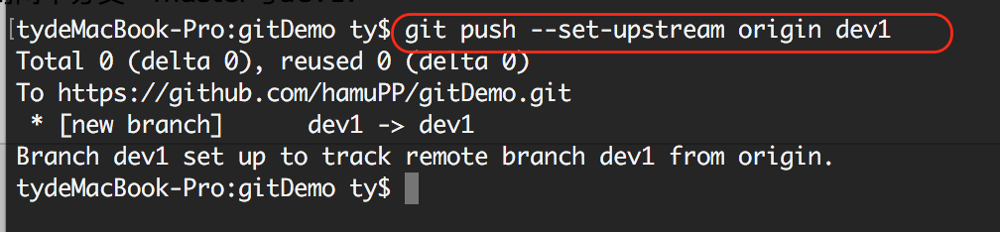 [tydeMacBook-Pro:gitDemo ty$ git push --set-upstream origin dev1
Total 0 (delta 0), reused 0 (delta 0)
To https://github.com/hamuPP/gitDemo.git
 * [new branch]      dev1 -> dev1
Branch dev1 set up to track remote branch dev1 from origin.
tydeMacBook-Pro:gitDemo ty$